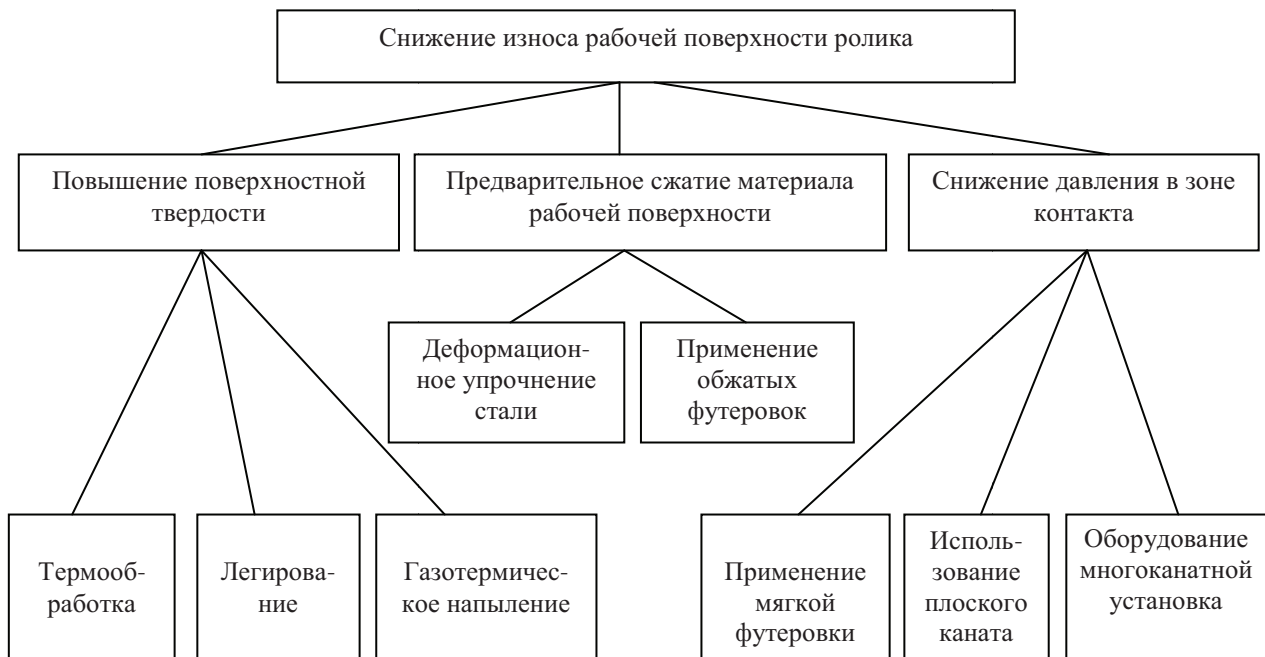 Снижение износа рабочей поверхности ролика
Повышение поверхностной
твердости
Предварительное сжатие материала
рабочей поверхности
Снижение давления в зоне
контакта
Деформацион-
ное упрочнение
стали
Применение
обжатых
футеровок
Термооб-
работка
Легирова-
ние
Газотермичес-
кое напыление
Применение
мягкой
футеровки
Исполь-
зование
плоского
каната
Оборудование
многоканатной
установка